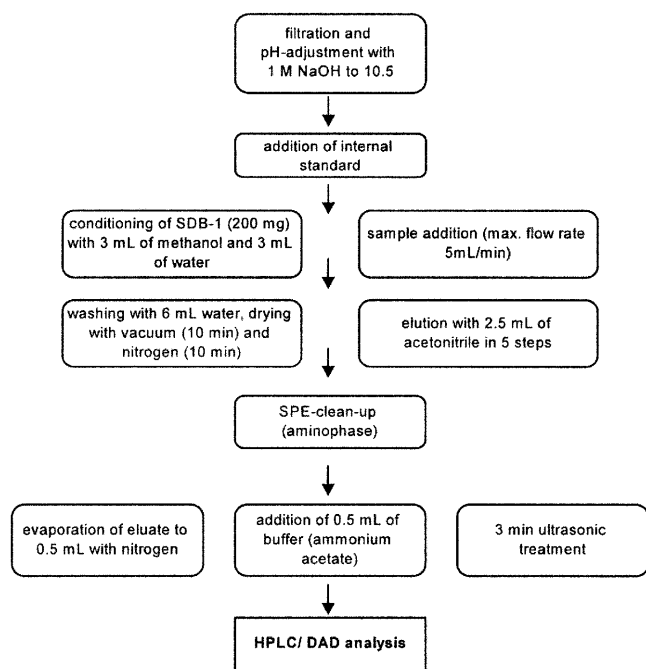 filtration and
pH-adjustment with
1 M NaOH to 10.5
addition of internal
standard
conditioning of SDB-1 (200 mg)
with 3 mL of methanol and 3 mL
of water
sample addition (max. flow rate
5mL/min)
washing with 6 mL water, drying
with vacuum (10 min) and
nitrogen (10 min)
elution with 2.5 mL of
acetonitrile in 5 steps
SPE-clean-up
(aminophase)
evaporation of eluate to
0.5 mL with nitrogen
addition of 0.5 mL of
buffer (ammonium
acetate)
3 min ultrasonic
treatment
HPLC/ DAD analysis